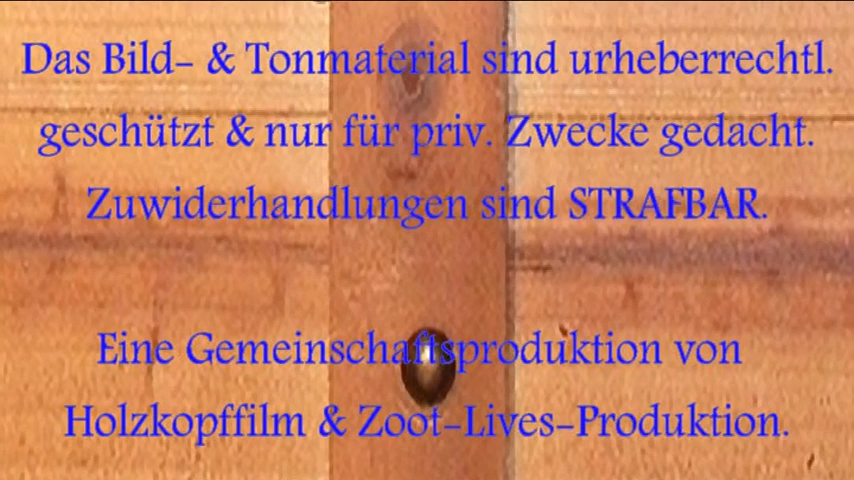 Das Bild- & Tonmaterial sind urheberrechtl.
geschützt & nur für priv. Zwecke gedacht.
Zuwiderhandlungen sind STRAFBAR.
Eine Gemeinschaftsproduktion von
Holzkopffilm & Zoot-Lives-Produktion.